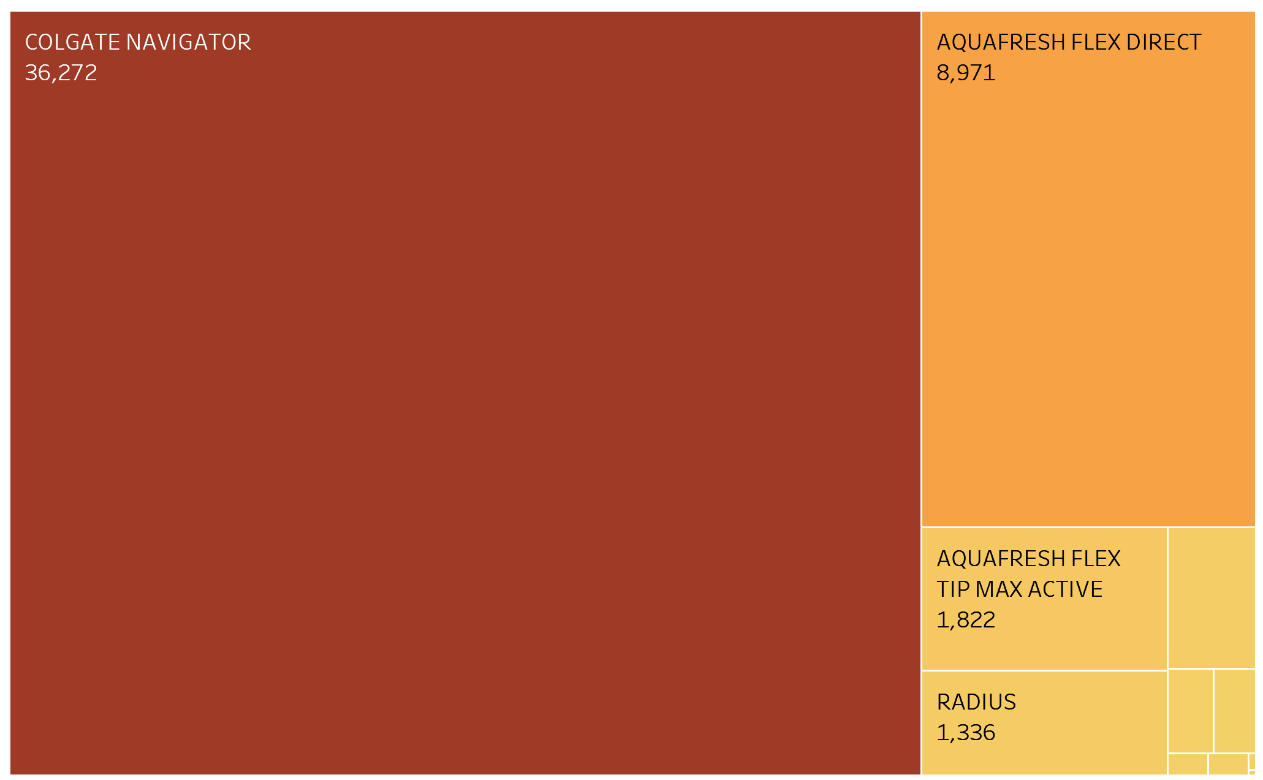 COLGATE NAVIGATOR
36,272
AQUAFRESH FLEX DIRECT
8,971
AQUAFRESH FLEX
TIP MAX ACTIVE
1,822
RADIUS
1,336